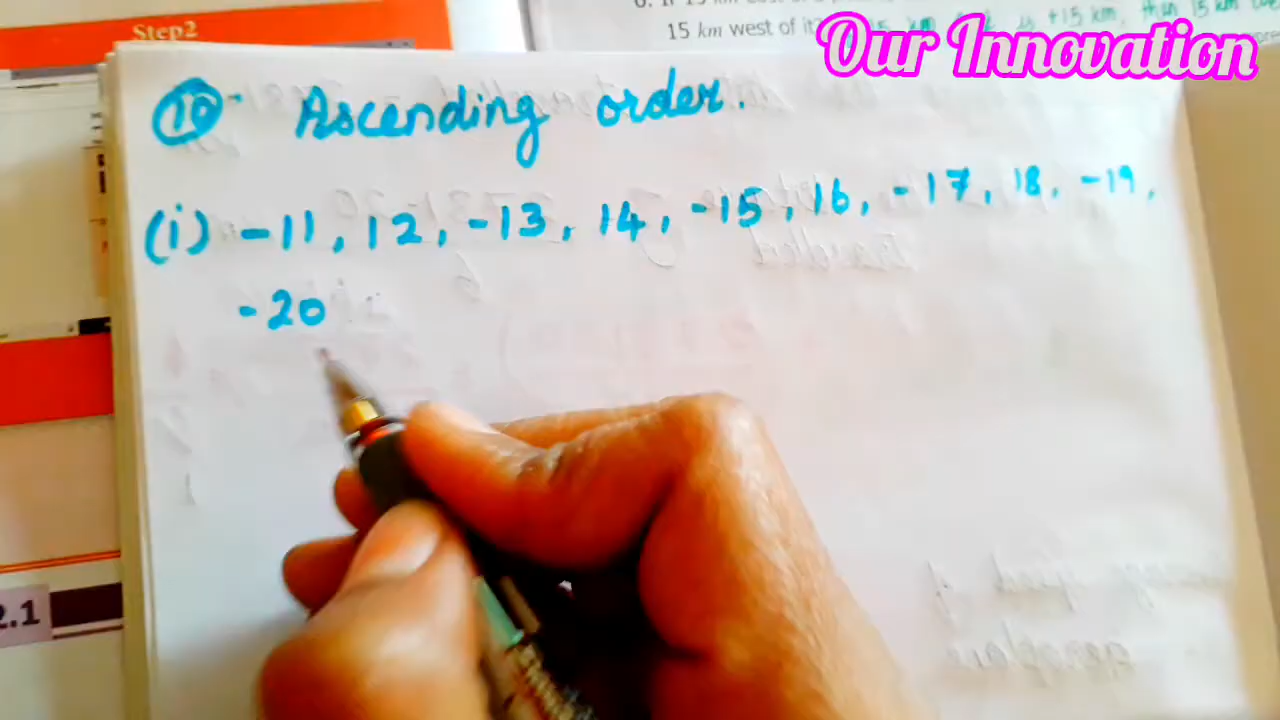 Step2
15 km west of it
Our Innovation
10. Ascending order.
(i) -11, 12, -13, 14, -15, 16, -17, 18, -19,
-20
2.1